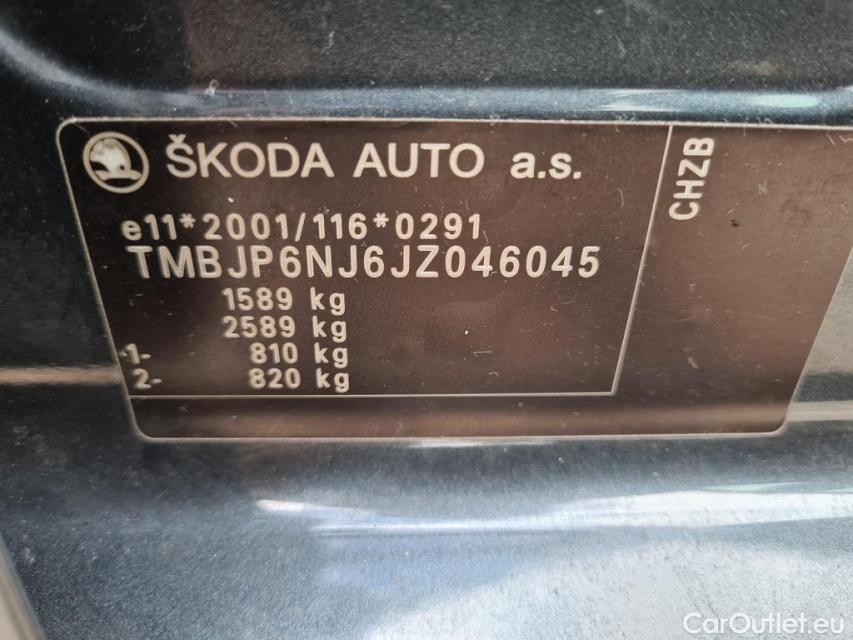 ŠKODA AUTO a.s.
CHZB
e11*2001/116*0291
TMBJP6NJ6JZ046045
1589 kg
2589 kg
1- 810 kg
2- 820 kg
CarOutlet.eu